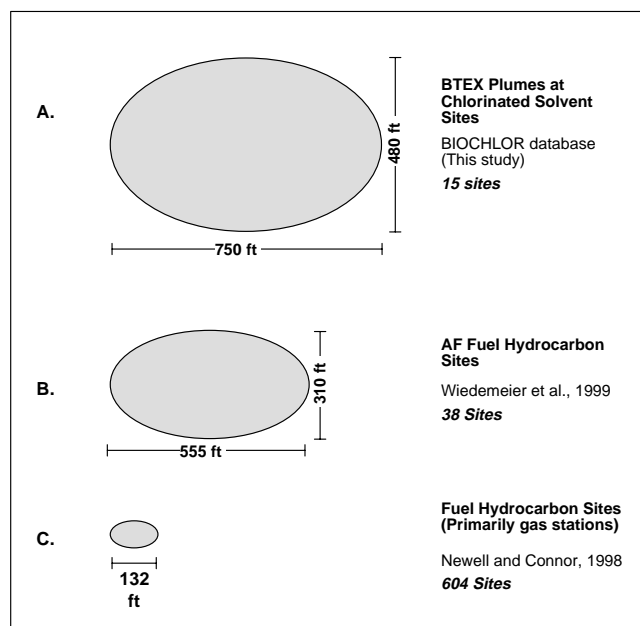 A.
480 ft
750 ft
BTEX Plumes at
Chlorinated Solvent
Sites
BIOCHLOR database
(This study)
15 sites
B.
310 ft
555 ft
AF Fuel Hydrocarbon
Sites
Wiedemeier et al., 1999
38 Sites
C.
132
ft
Fuel Hydrocarbon Sites
(Primarily gas stations)
Newell and Connor, 1998
604 Sites